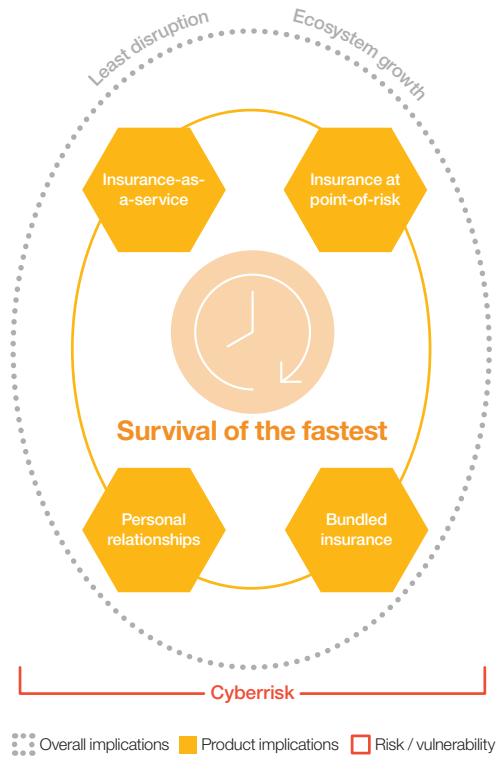 Least disruption
Ecosystem growth
Insurance-as-
a-service
Insurance at
point-of-risk
Survival of the fastest
Personal
relationships
Bundled
insurance
Cyberrisk
Overall implications
Product implications
Risk / vulnerability